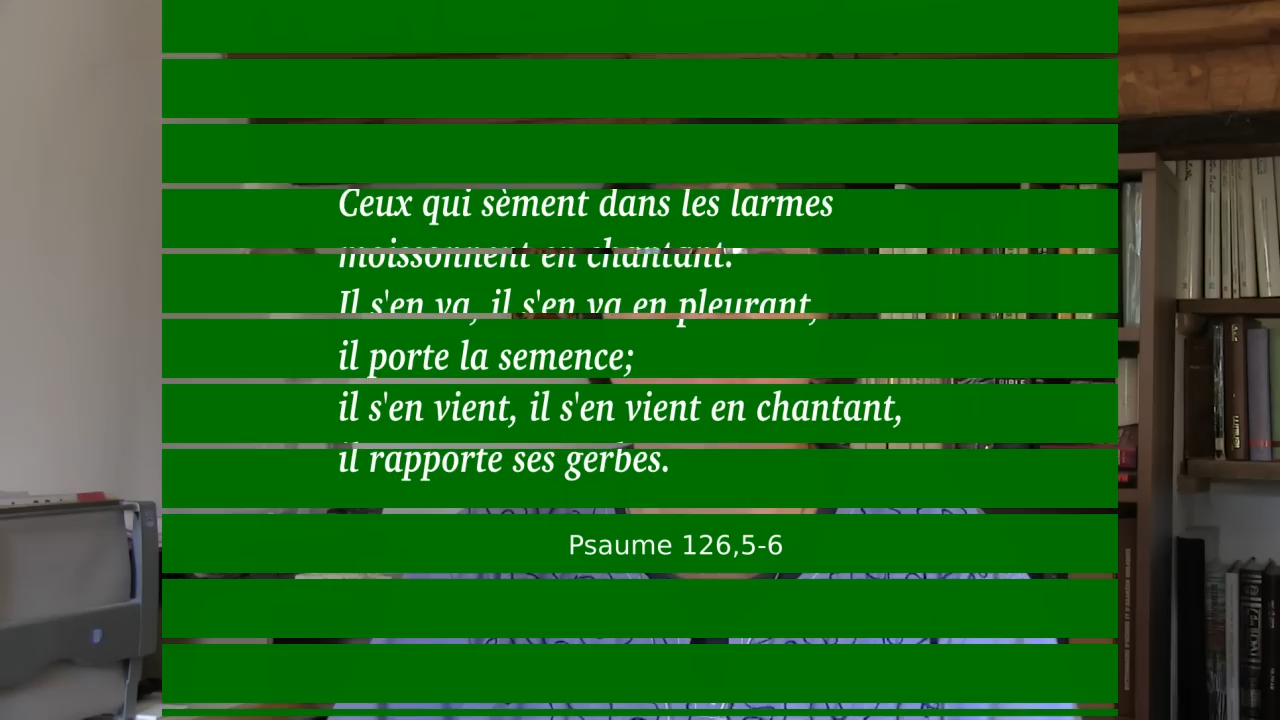 Ceux qui sèment dans les larmes
moissonnent en chantant.
Il s'en va, il s'en va en pleurant,
il porte la semence;
il s'en vient, il s'en vient en chantant,
il rapporte ses gerbes.
Psaume 126,5-6
BIBLE